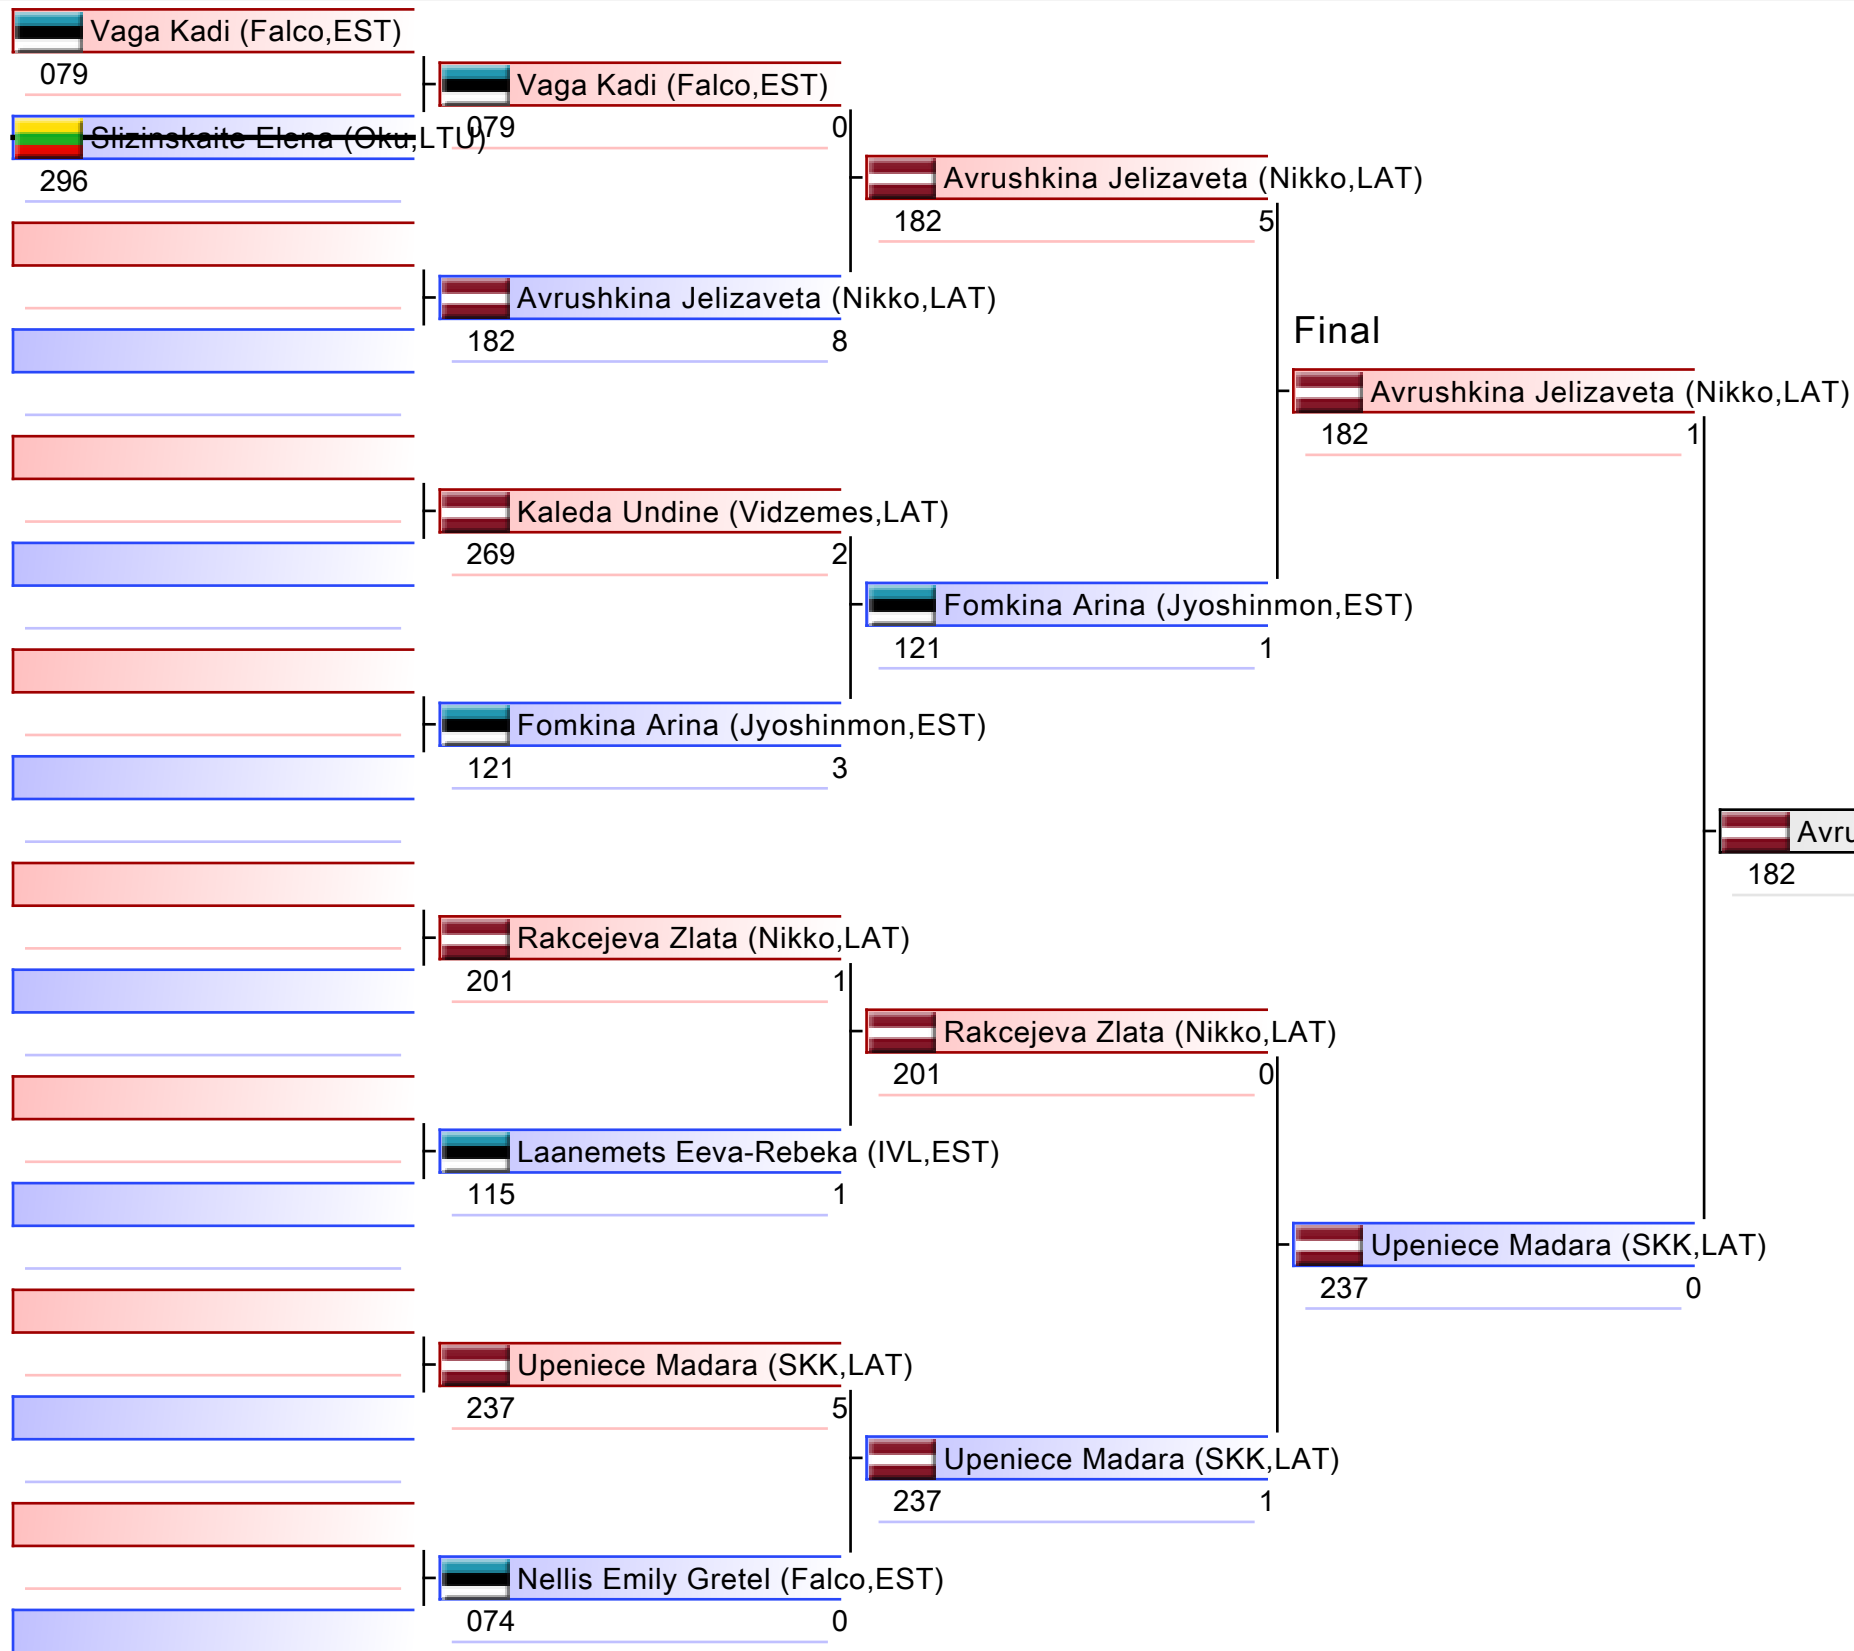 Vaga Kadi (Falco,EST)
079
Slizinskaite Elena (Oku,LTU)
296
Vaga Kadi (Falco,EST)
079 0
Avrushkina Jelizaveta (Nikko,LAT)
182 8
Kaleda Undine (Vidzemes,LAT)
269 2
Fomkina Arina (Jyoshinmon,EST)
121 3
Rakcejeva Zlata (Nikko,LAT)
201 1
Laanemets Eeva-Rebeka (IVL,EST)
115 1
Upeniece Madara (SKK,LAT)
237 5
Nellis Emily Gretel (Falco,EST)
074 0
Avrushkina Jelizaveta (Nikko,LAT)
182 5
Fomkina Arina (Jyoshinmon,EST)
121 1
Rakcejeva Zlata (Nikko,LAT)
201 0
Upeniece Madara (SKK,LAT)
237 1
Final
Avrushkina Jelizaveta (Nikko,LAT)
182 1
Upeniece Madara (SKK,LAT)
237 0
182